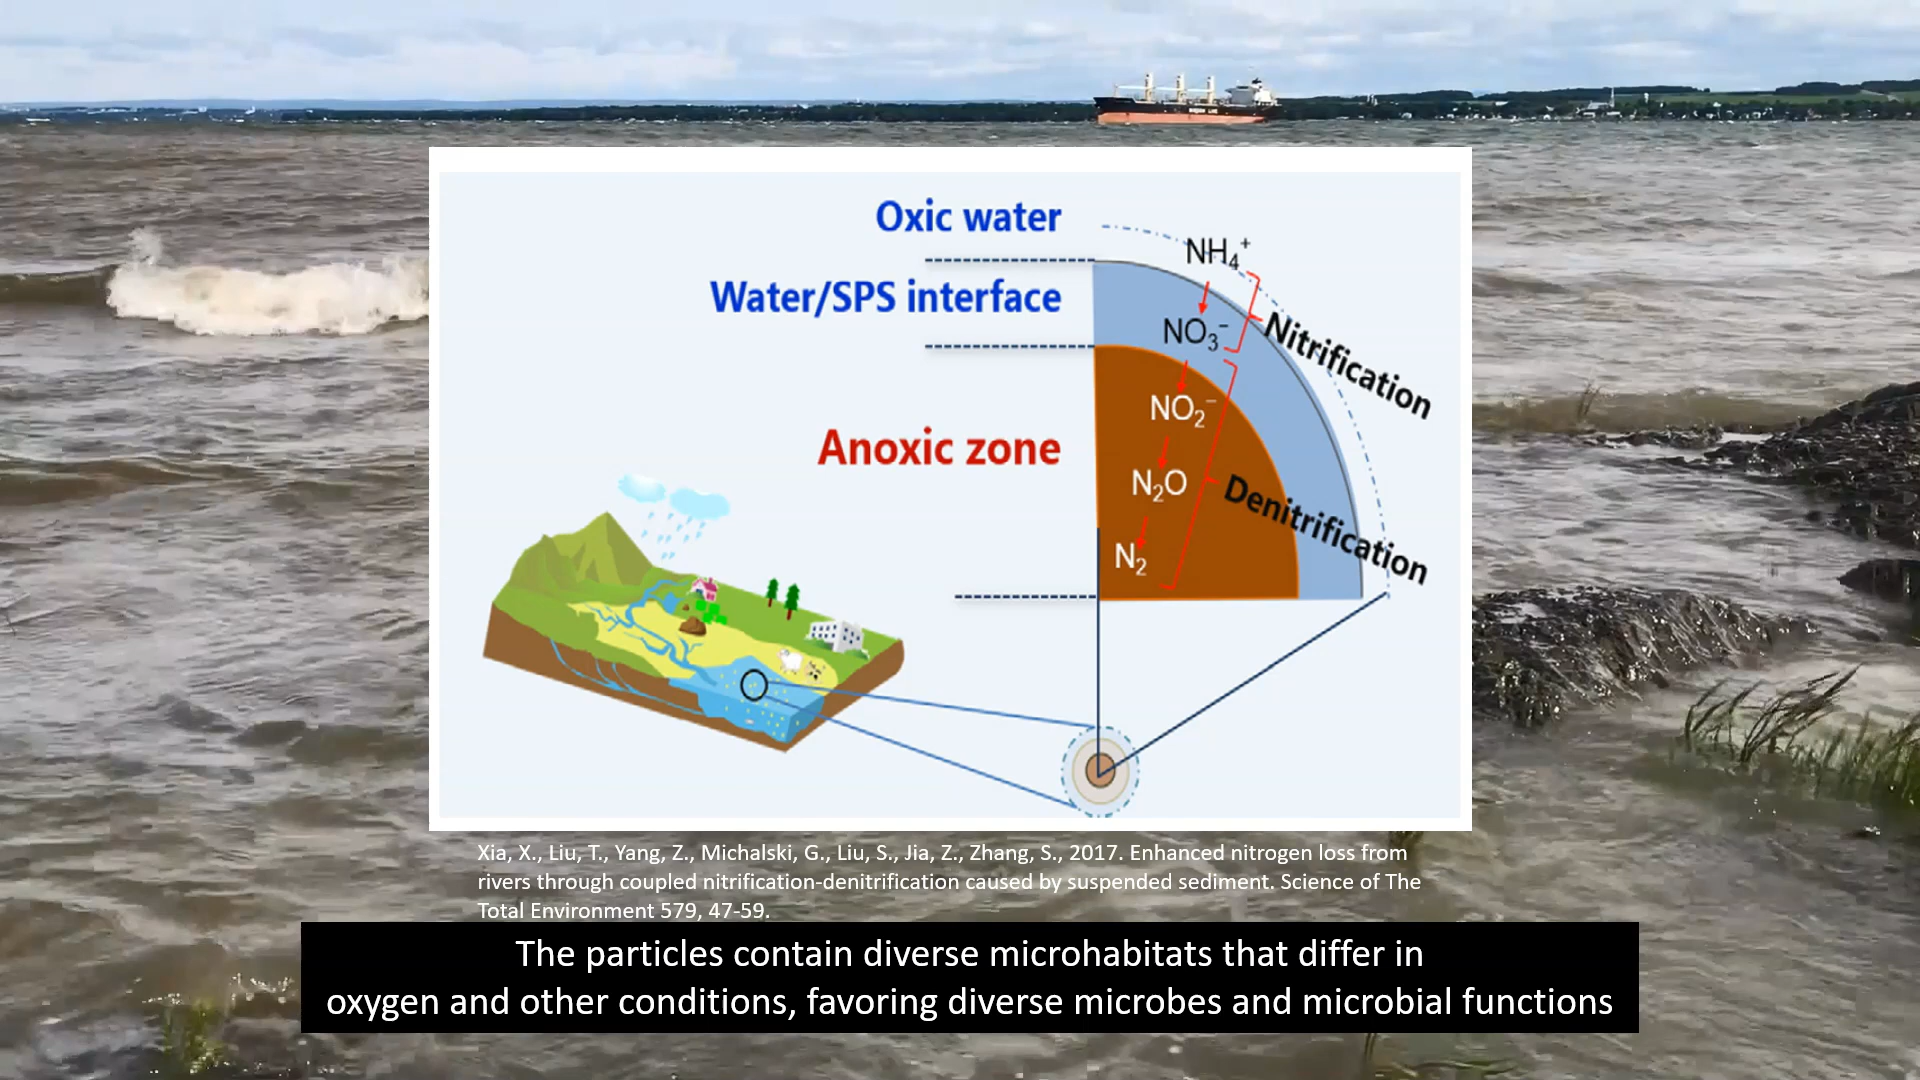 Oxic water
NH₄⁺
Water/SPS interface
NO₃⁻
Nitrification
NO₂⁻
Anoxic zone
N₂O
Denitrification
N₂
Xia, X., Liu, T., Yang, Z., Michalski, G., Liu, S., Jia, Z., Zhang, S., 2017. Enhanced nitrogen loss from
rivers through coupled nitrification-denitrification caused by suspended sediment. Science of The
Total Environment 579, 47-59.
The particles contain diverse microhabitats that differ in
oxygen and other conditions, favoring diverse microbes and microbial functions